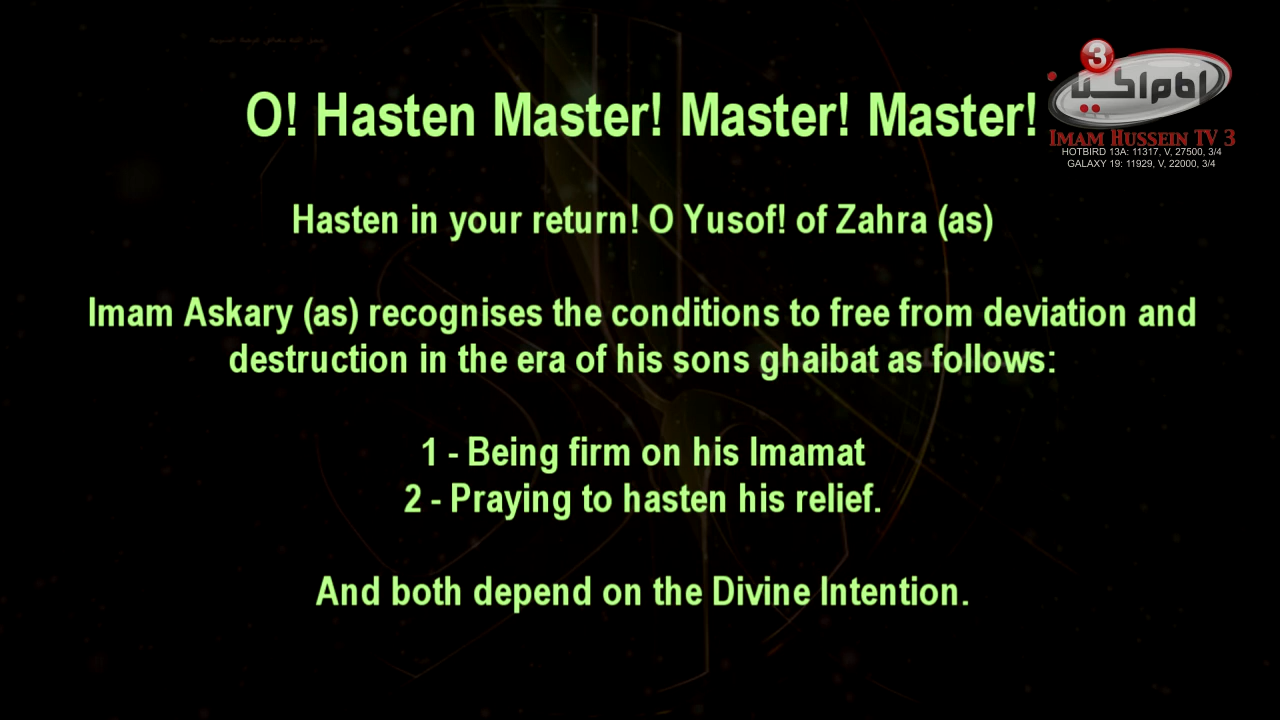 O! Hasten Master! Master! Master!
3
امام حسین
IMAM HUSSEIN TV 3
HOTBIRD 13A: 11317, V, 27500, 3/4
GALAXY 19: 11929, V, 22000, 3/4
Hasten in your return! O Yusof! of Zahra (as)
Imam Askary (as) recognises the conditions to free from deviation and
destruction in the era of his sons ghaibat as follows:
1 - Being firm on his Imamat
2 - Praying to hasten his relief.
And both depend on the Divine Intention.